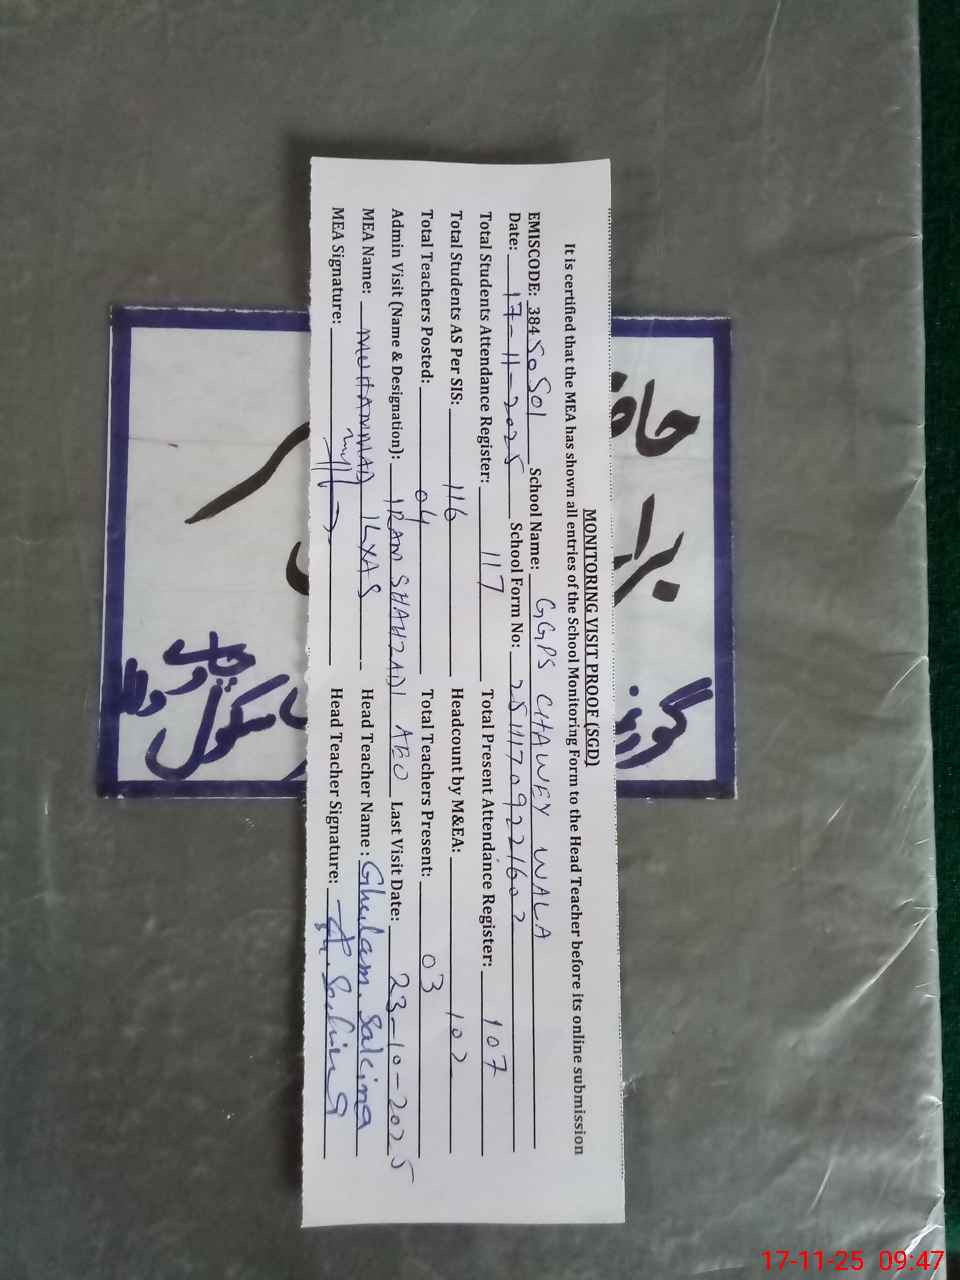 MONITORING VISIT PROOF (SGD)
It is certified that the MEA has shown all entries of the School Monitoring Form to the Head Teacher before its online submission
EMISCODE: 38450501 School Name: GGPS CHAWEY WALA
Date: 17-11-2025 School Form No: 25111709221602
Total Students Attendance Register: 117 Total Present Attendance Register: 107
Total Students AS Per SIS: 116 Headcount by M&EA: 102
Total Teachers Posted: 04 Total Teachers Present: 03
Admin Visit (Name & Designation): IRAM SHAHZADI AEO Last Visit Date: 23-10-2025
MEA Name: MUHAMMAD ILYAS Head Teacher Name: Ghulam Sakina
MEA Signature: Head Teacher Signature:
17-11-25 09:47